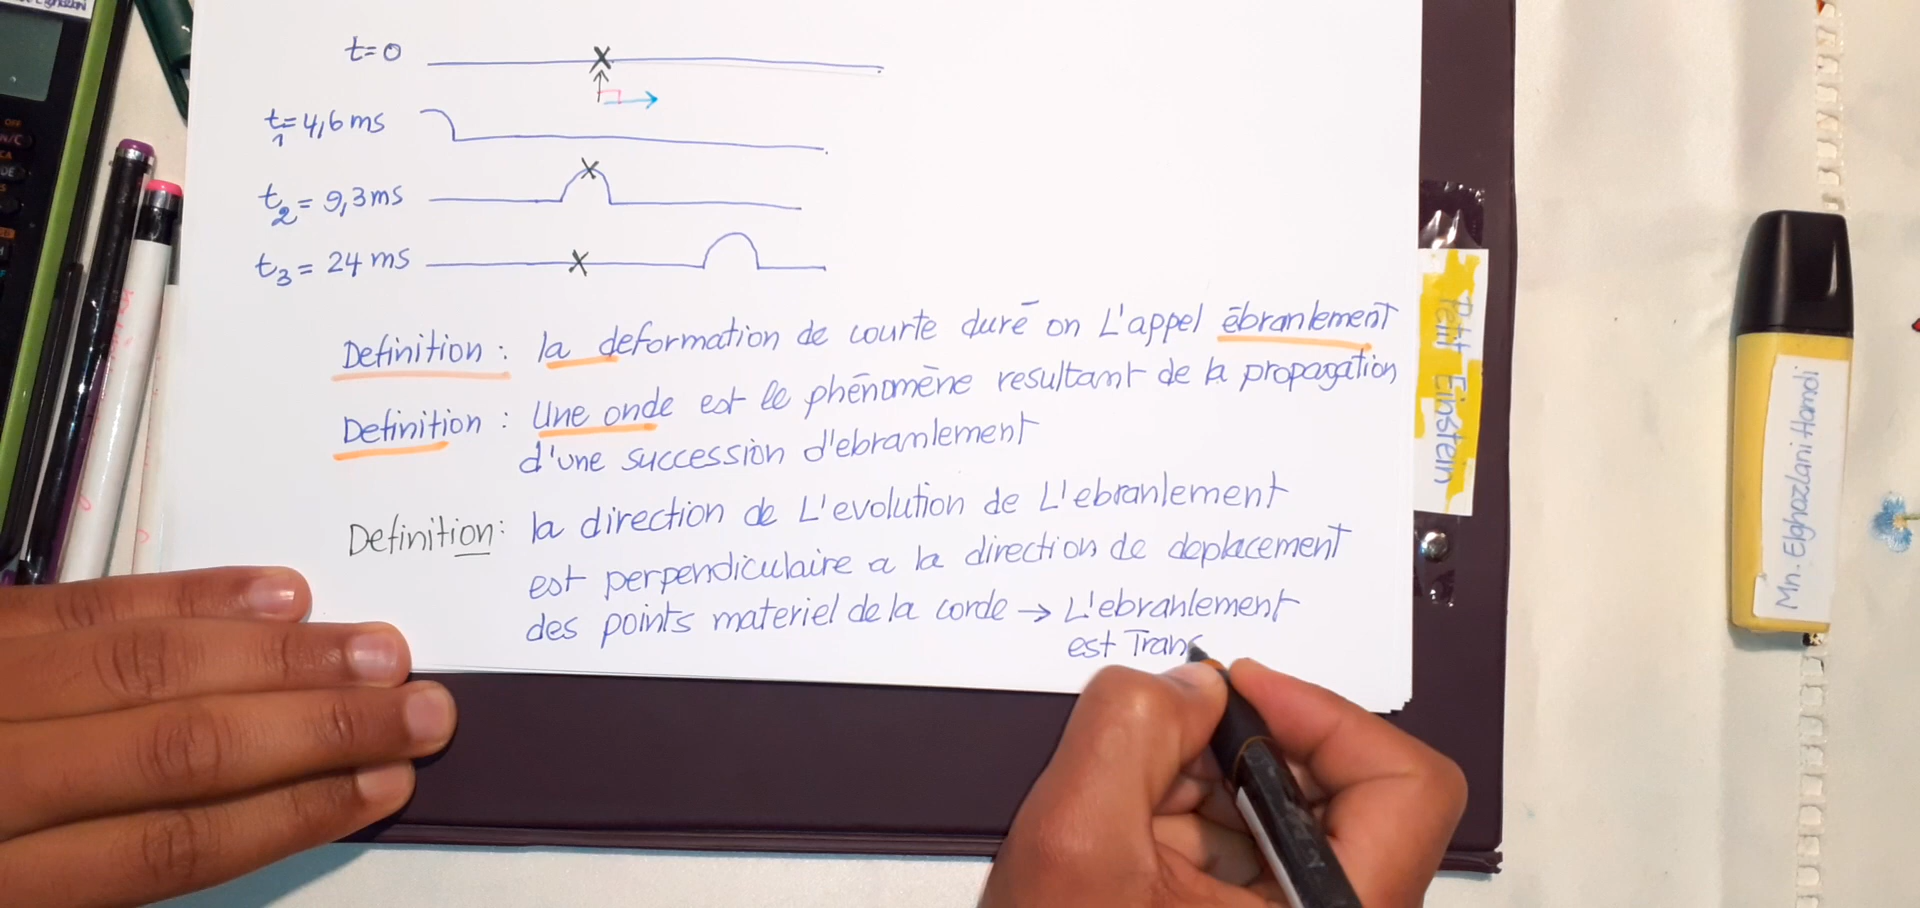 t=0
t1=4,6ms
t2=9,3ms
t3=24 ms
Definition: la deformation de courte duré on L'appel ébranlement
Definition: Une onde est le phénomène resultant de la propagation
d'une succession d'ebranlement
Definition: la direction de L'evolution de L'ebranlement
est perpendiculaire a la direction de deplacement
des points materiel de la corde → L'ebranlement
est Trans
Petit Einstein
Mn. Elghazlani Hamdi
OFF